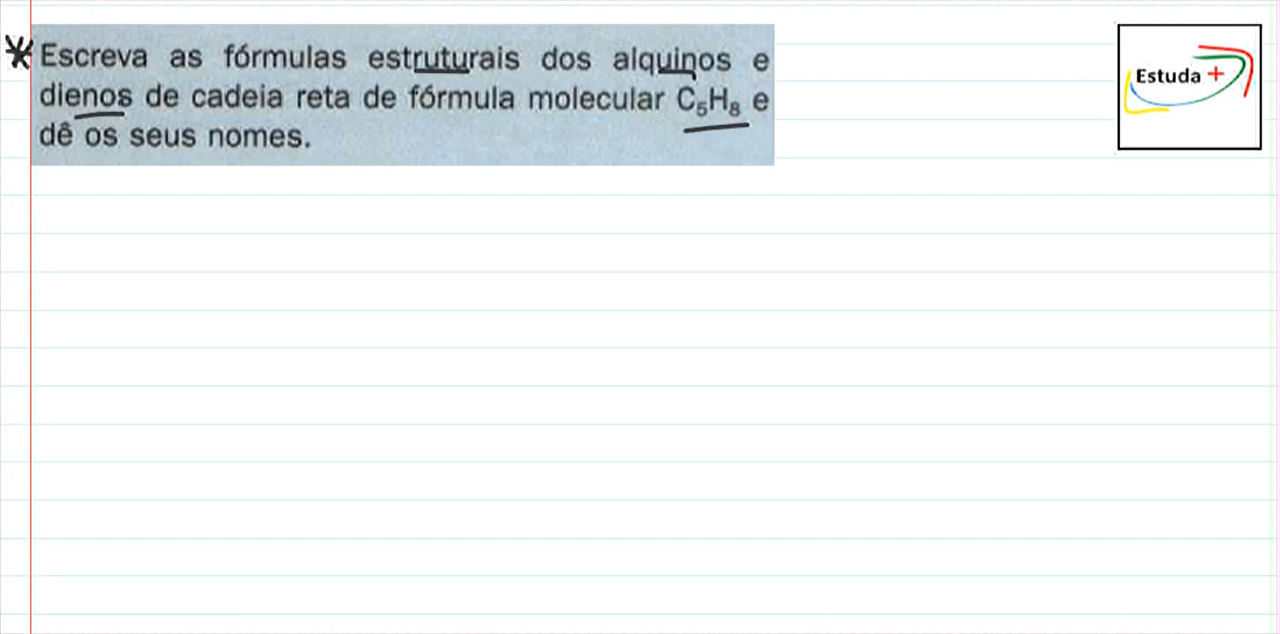 Escreva as fórmulas estruturais dos alquinos e
dienos de cadeia reta de fórmula molecular C₅H₈ e
dê os seus nomes.
Estuda +